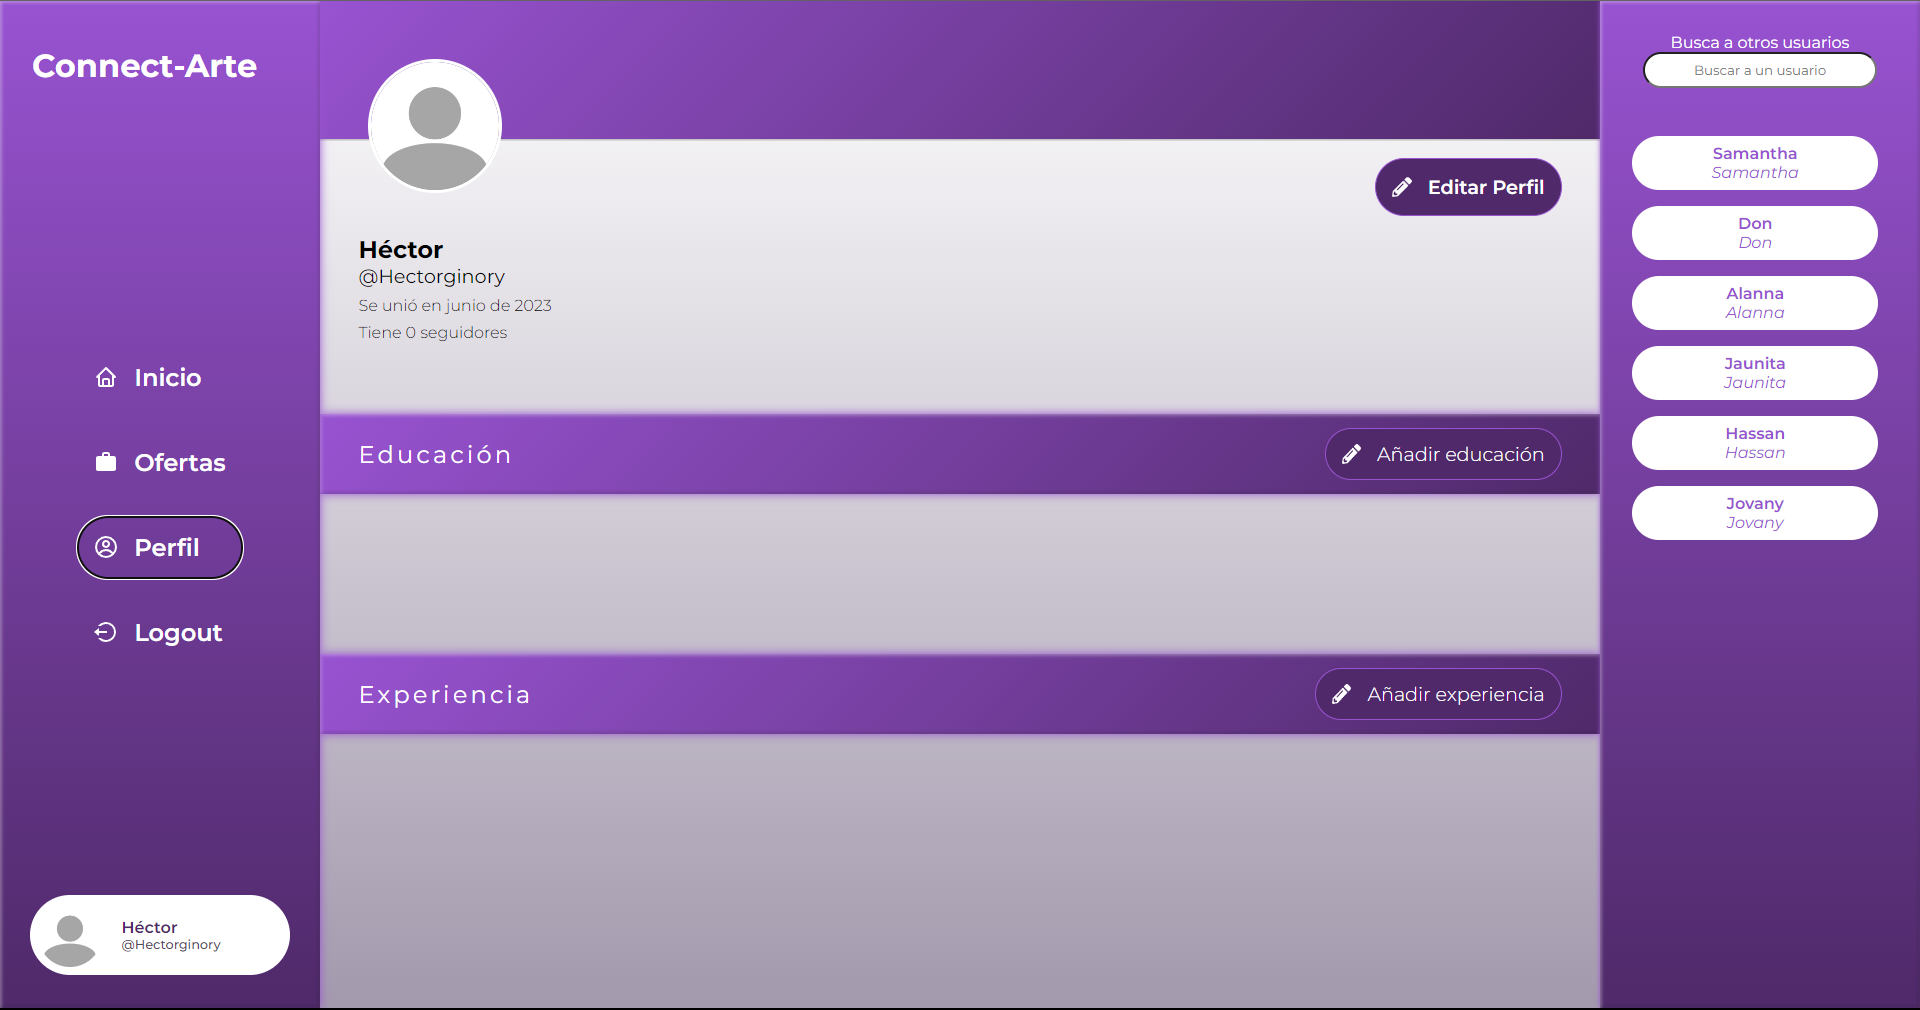 Connect-Arte
Inicio
Ofertas
Perfil
Logout
Héctor
@Hectorginory
Editar Perfil
Héctor
@Hectorginory
Se unió en junio de 2023
Tiene 0 seguidores
Educación
Añadir educación
Experiencia
Añadir experiencia
Busca a otros usuarios
Buscar a un usuario
Samantha
Samantha
Don
Don
Alanna
Alanna
Jaunita
Jaunita
Hassan
Hassan
Jovany
Jovany